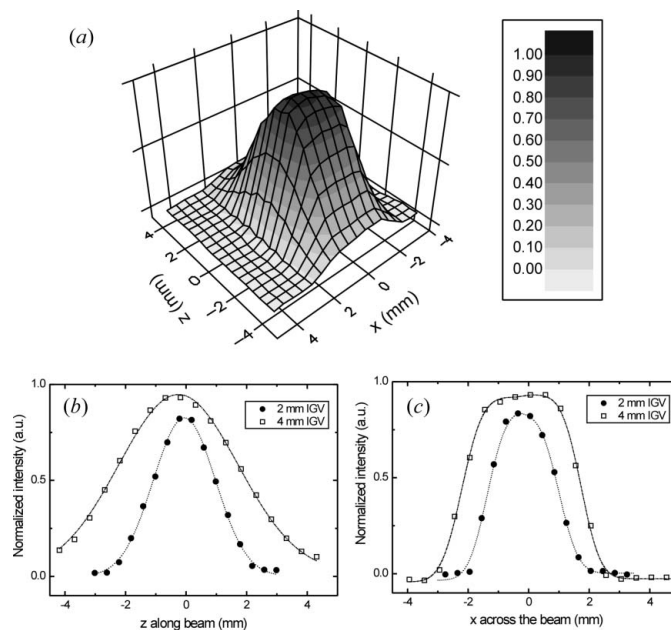 (a)
1.00
0.90
0.80
0.70
0.60
0.50
0.40
0.30
0.20
0.10
0.00
4
2
0
−2
−4
z (mm)
4
2
0
−2
−4
x (mm)
(b)
2 mm IGV
4 mm IGV
1.0
0.5
0.0
Normalized intensity (a.u.)
-4
-2
0
2
4
z along beam (mm)
(c)
2 mm IGV
4 mm IGV
1.0
0.5
0.0
Normalized intensity (a.u.)
-4
-2
0
2
4
x across the beam (mm)